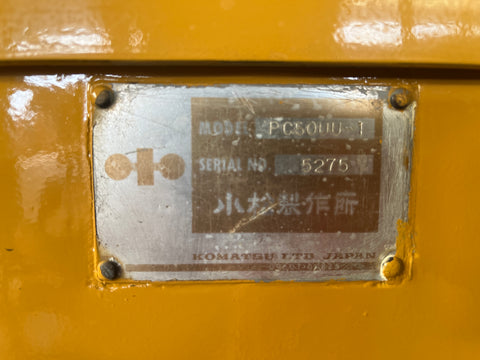 MODEL PC50UU-1
SERIAL NO. 5275
小松製作所
KOMATSU LTD. JAPAN